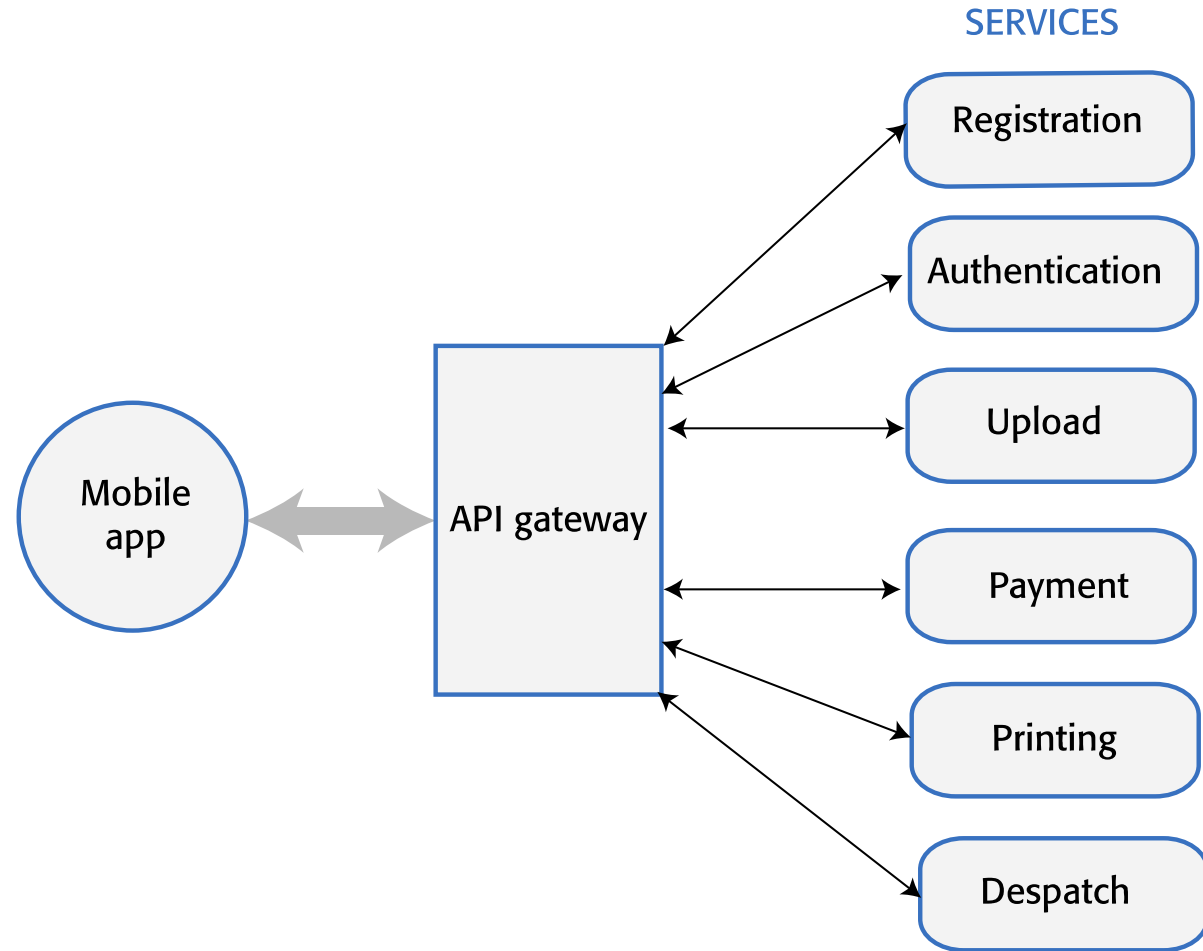 SERVICES
Registration
Authentication
Upload
Mobile
app
API gateway
Payment
Printing
Despatch